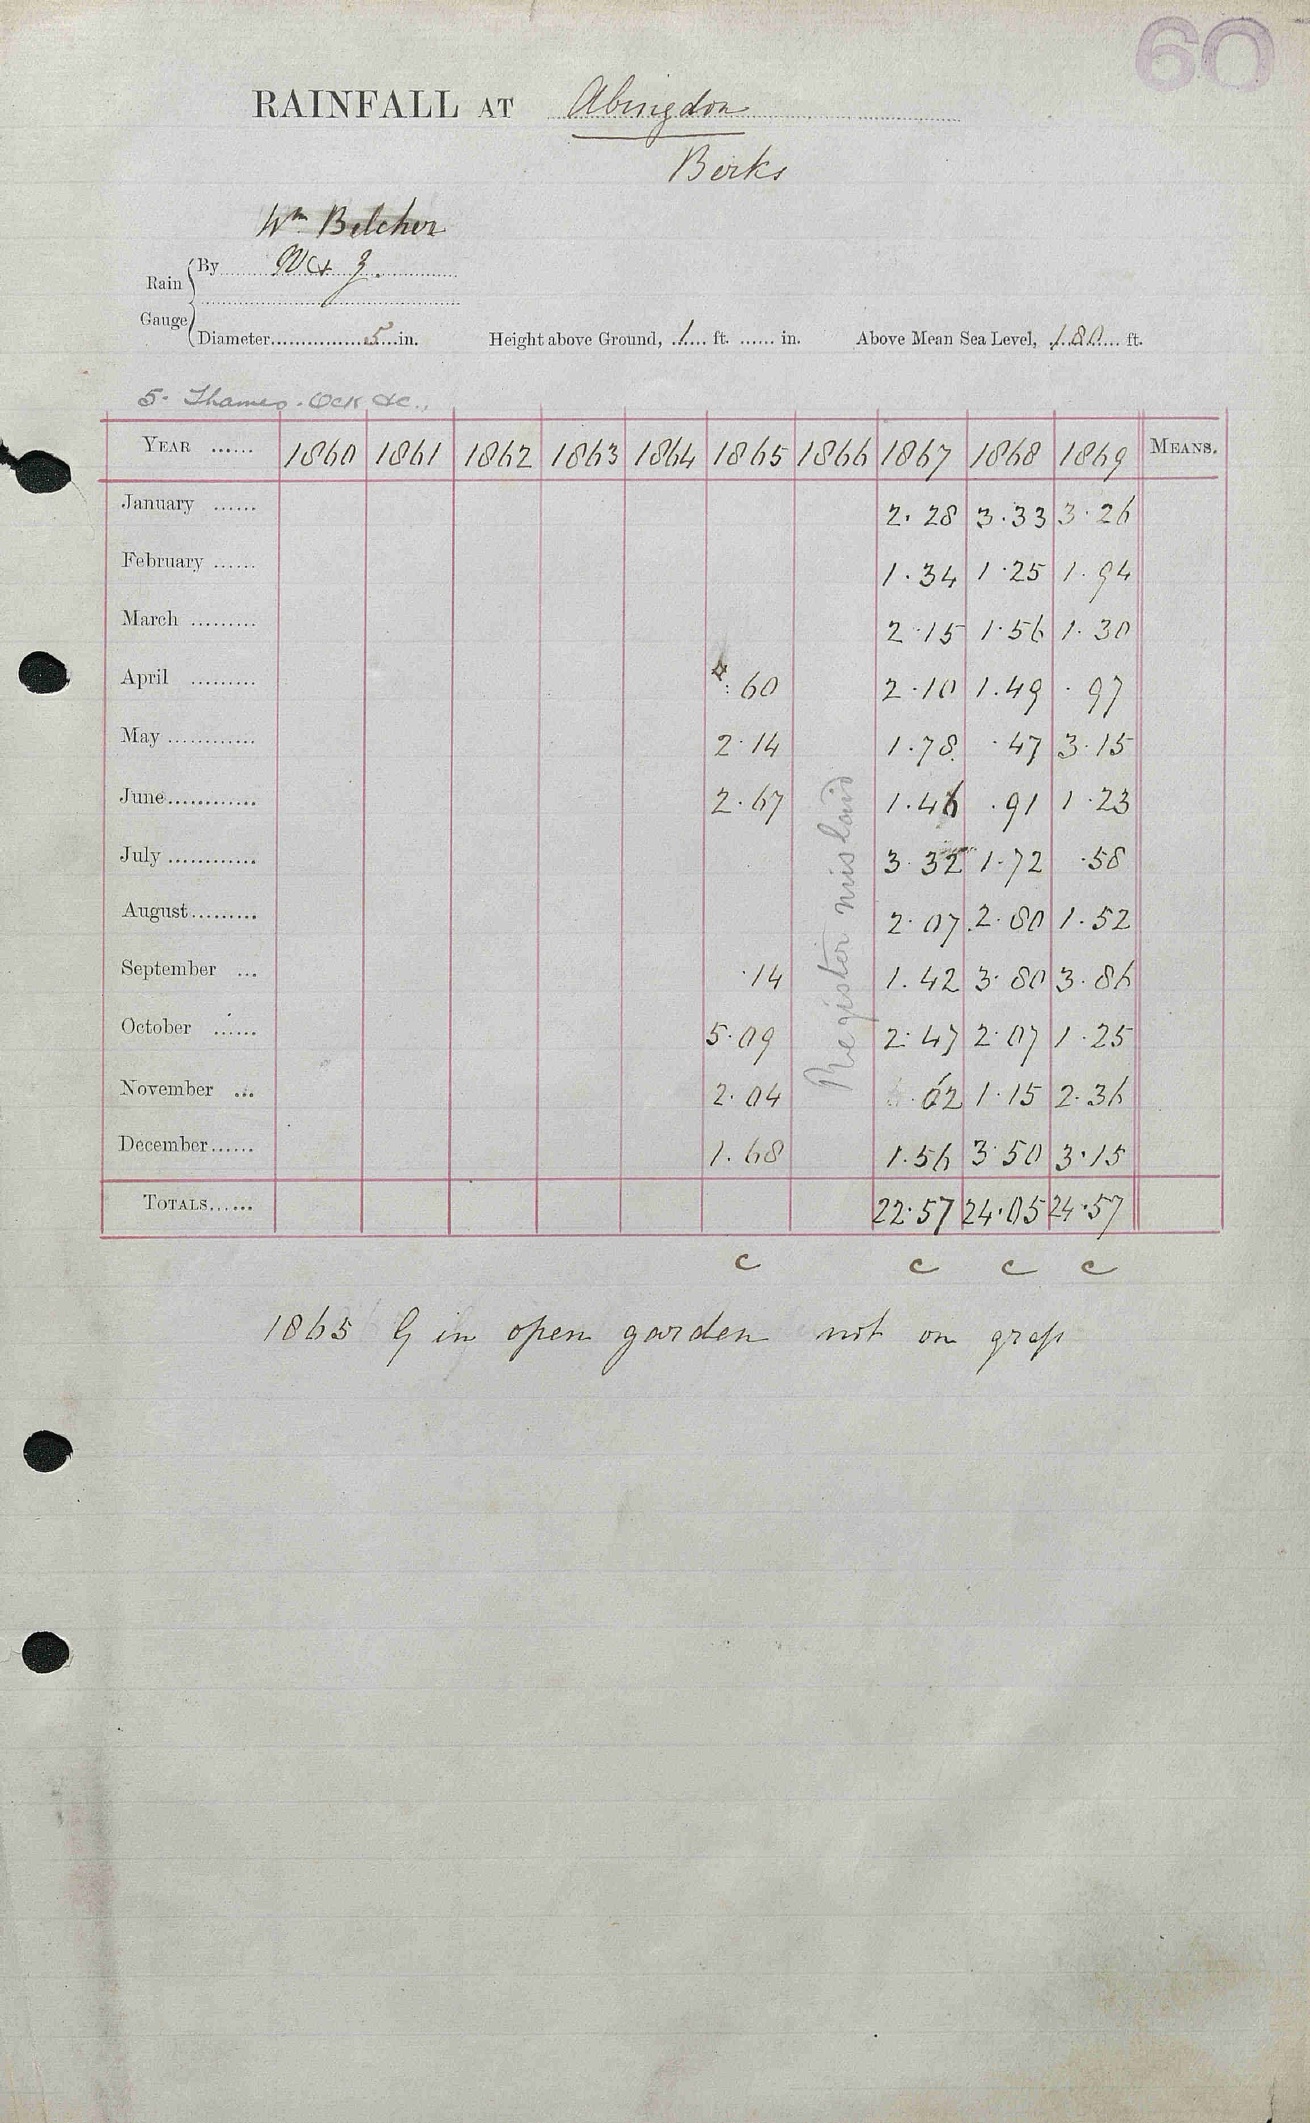 60
RAINFALL AT Abingdon
Berks
Wm Belcher
Rain Gauge
By N & Z.
Diameter 5 in. Height above Ground, 1 ft. in. Above Mean Sea Level, 180 ft.
5. Thames. Ock &c.,
YEAR 1860 1861 1862 1863 1864 1865 1866 1867 1868 1869 MEANS.
January 2.28 3.33 3.26
February 1.34 1.25 1.94
March 2.15 1.56 1.30
April .60 2.10 1.49 .97
May 2.14 1.78 .47 3.15
June 2.67 1.46 .91 1.23
July 3.32 1.72 .58
August 2.07 2.80 1.52
September .14 1.42 3.80 3.86
October 5.09 2.47 2.07 1.25
November 2.04 .62 1.15 2.36
December 1.68 1.56 3.50 3.15
Register mislaid
TOTALS 22.57 24.05 24.57
c c c c
1865 G in open garden not on grass